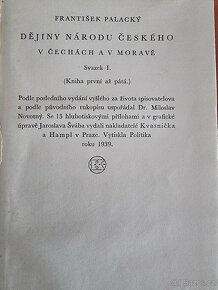 FRANTIŠEK PALACKÝ
DĚJINY NÁRODU ČESKÉHO
V ČECHÁCH A V MORAVĚ
Svazek I.
(Kniha první až pátá.)
Podle posledního vydání vyšlého za života spisovatelova
a podle původního rukopisu uspořádal Dr. Miloslav
Novotný. Se 13 hlubotiskovými přílohami a v grafické
úpravě Jaroslava Švába vydali nakladatelé Kvasnička
a Hampl v Praze. Vytiskla Politika
roku 1939.